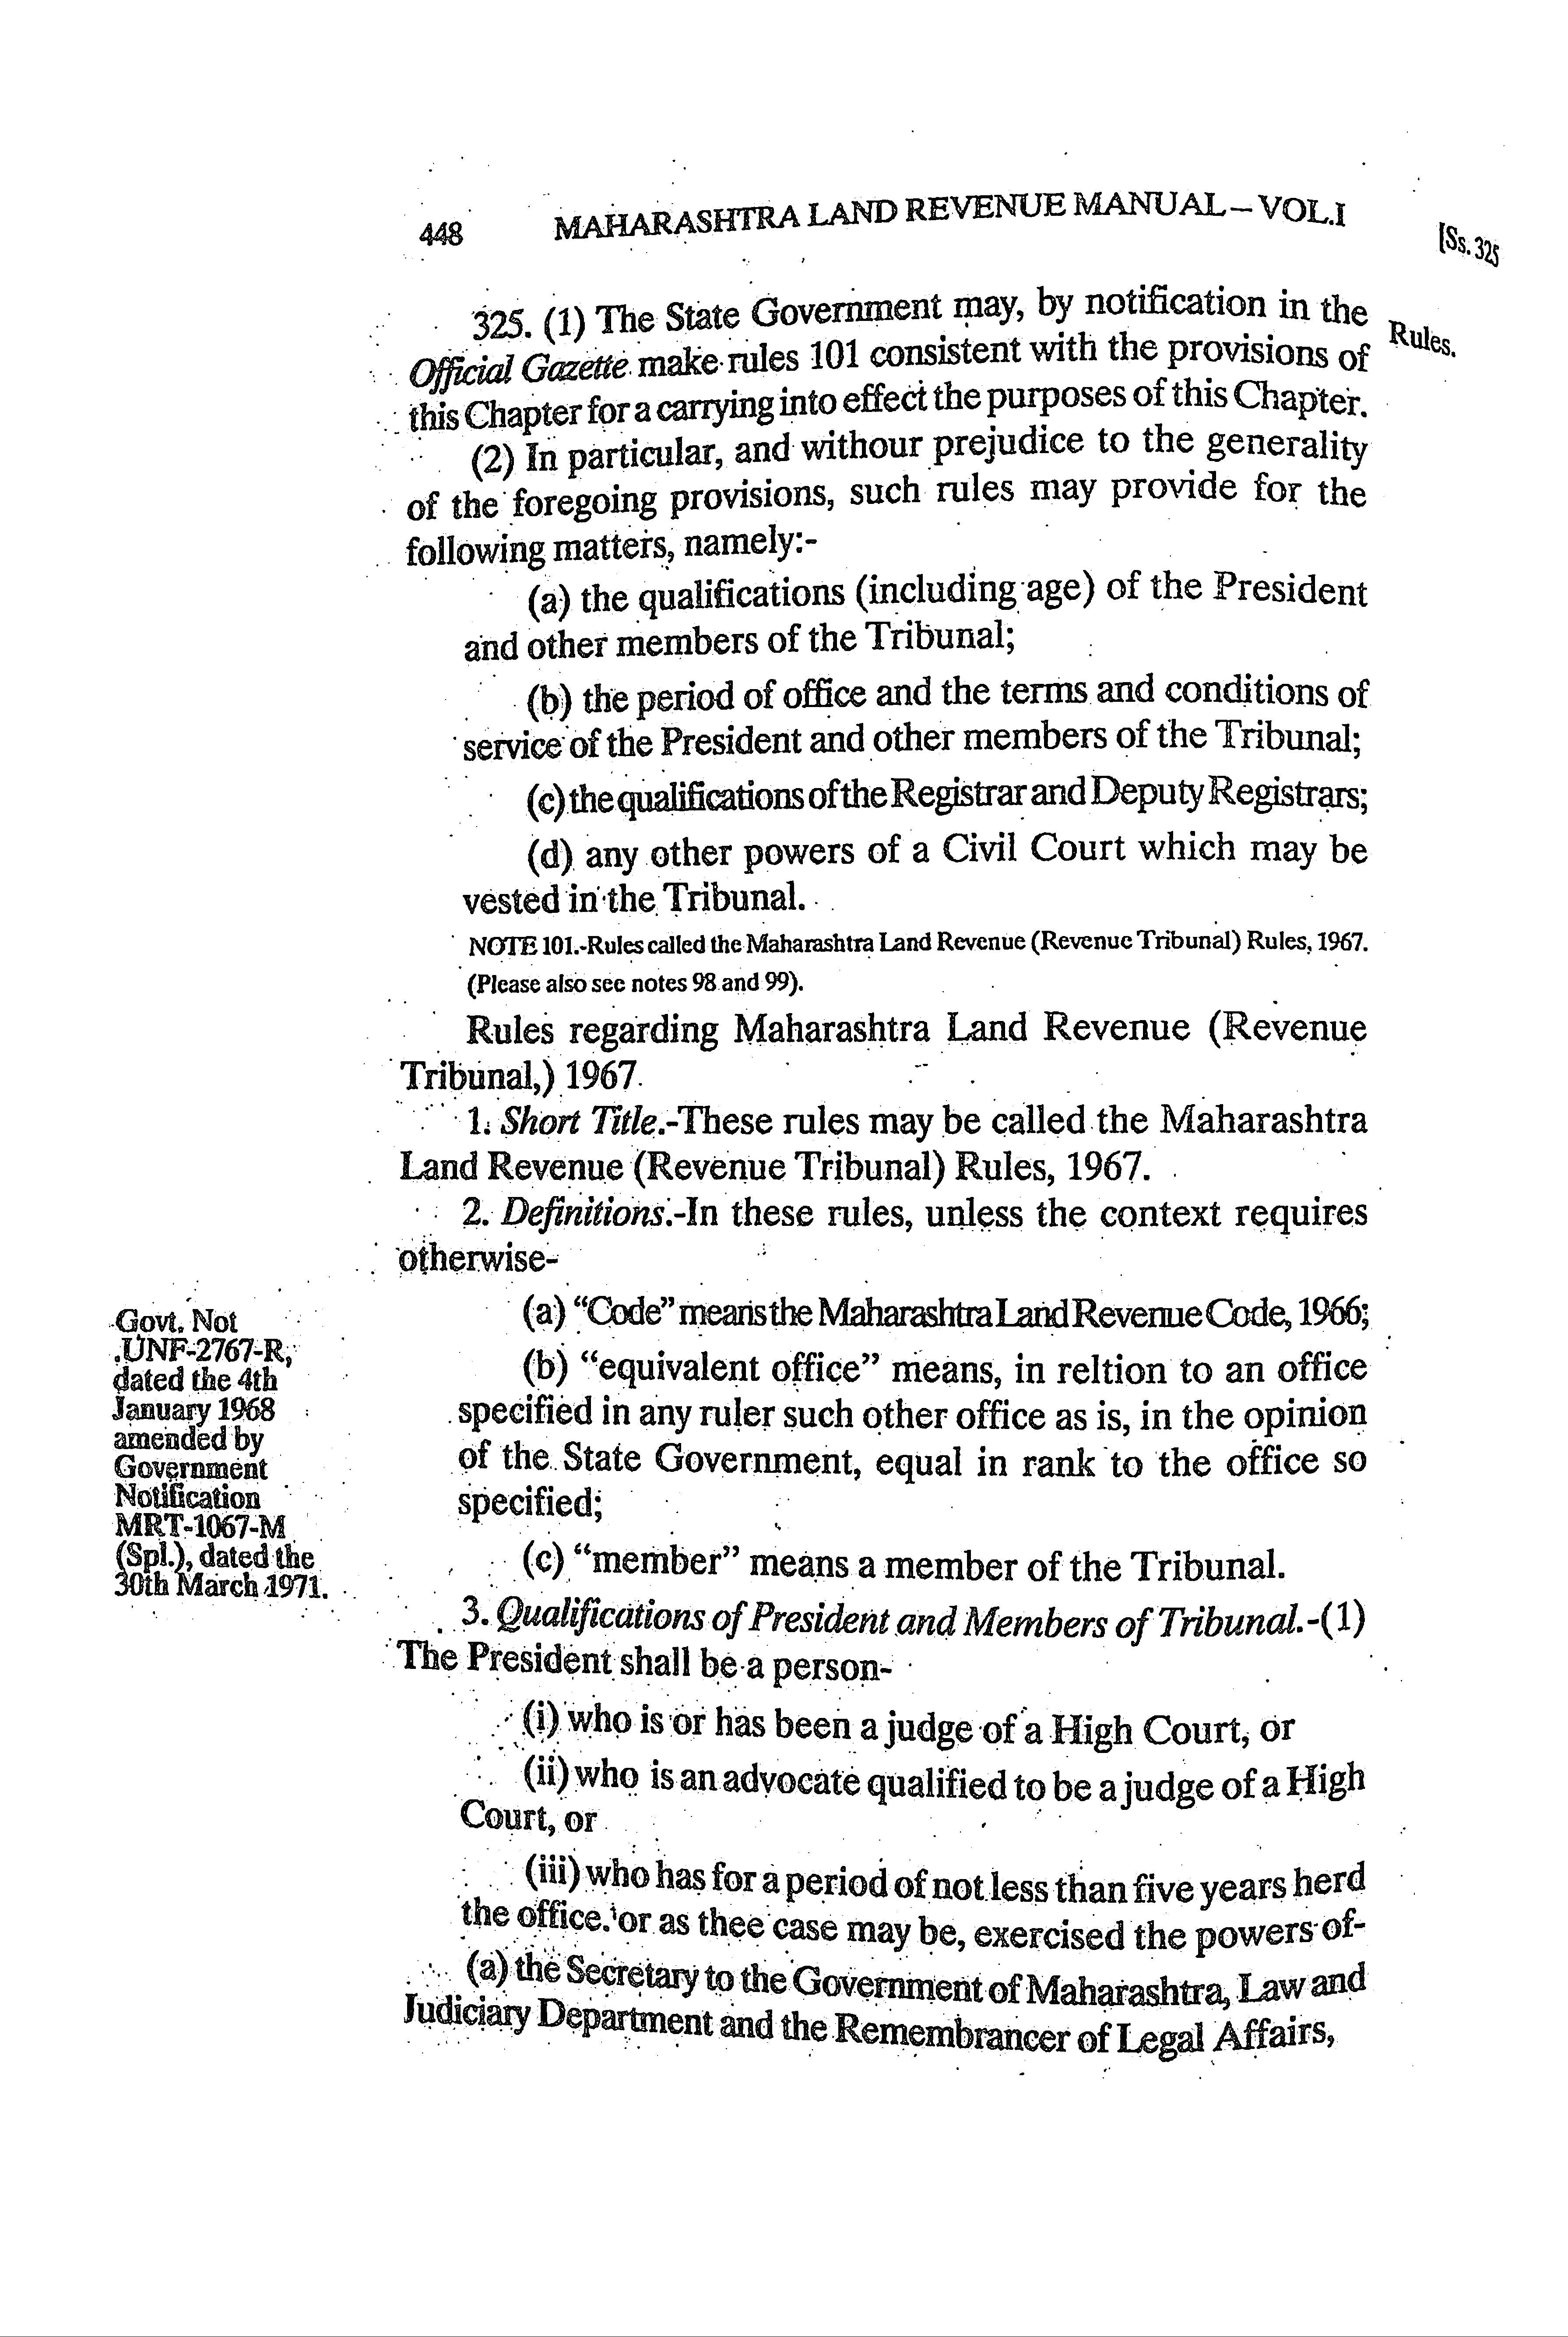 448 MAHARASHTRA LAND REVENUE MANUAL – VOL.I
[Ss. 325
325. (1) The State Government may, by notification in the
Official Gazette make rules 101 consistent with the provisions of
this Chapter for a carrying into effect the purposes of this Chapter.
Rules.
(2) In particular, and withour prejudice to the generality
of the foregoing provisions, such rules may provide for the
following matters, namely:-
(a) the qualifications (including age) of the President
and other members of the Tribunal;
(b) the period of office and the terms and conditions of
service of the President and other members of the Tribunal;
(c) the qualifications of the Registrar and Deputy Registrars;
(d) any other powers of a Civil Court which may be
vested in the Tribunal.
NOTE 101.-Rules called the Maharashtra Land Revenue (Revenue Tribunal) Rules, 1967.
(Please also see notes 98 and 99).
Rules regarding Maharashtra Land Revenue (Revenue
Tribunal,) 1967.
1. Short Title.-These rules may be called the Maharashtra
Land Revenue (Revenue Tribunal) Rules, 1967.
2. Definitions.-In these rules, unless the context requires
otherwise-
(a) “Code” means the Maharashtra Land Revenue Code, 1966;
(b) “equivalent office” means, in reltion to an office
specified in any ruler such other office as is, in the opinion
of the State Government, equal in rank to the office so
specified;
(c) “member” means a member of the Tribunal.
Govt. Not
.UNF-2767-R,
dated the 4th
January 1968
amended by
Government
Notification
MRT-1067-M
(Spl.), dated the
30th March 1971.
3. Qualifications of President and Members of Tribunal.-(1)
The President shall be a person-
(i) who is or has been a judge of a High Court, or
(ii) who is an advocate qualified to be a judge of a High
Court, or
(iii) who has for a period of not less than five years herd
the office. or as thee case may be, exercised the powers of-
(a) the Secretary to the Government of Maharashtra, Law and
Judiciary Department and the Remembrancer of Legal Affairs,